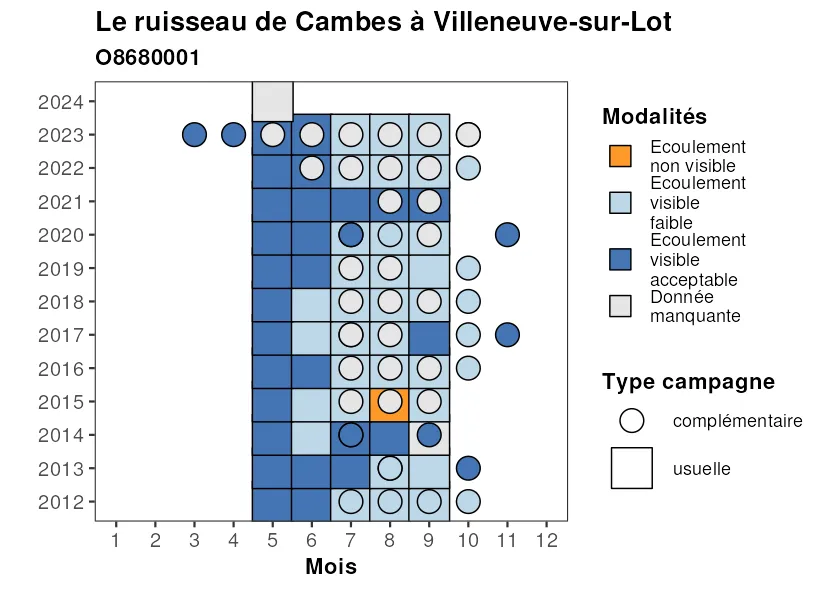 Le ruisseau de Cambes à Villeneuve-sur-Lot
O8680001
2024
2023
2022
2021
2020
2019
2018
2017
2016
2015
2014
2013
2012
1 2 3 4 5 6 7 8 9 10 11 12
Mois
Modalités
Ecoulement
non visible
Ecoulement
visible
faible
Ecoulement
visible
acceptable
Donnée
manquante
Type campagne
complémentaire
usuelle